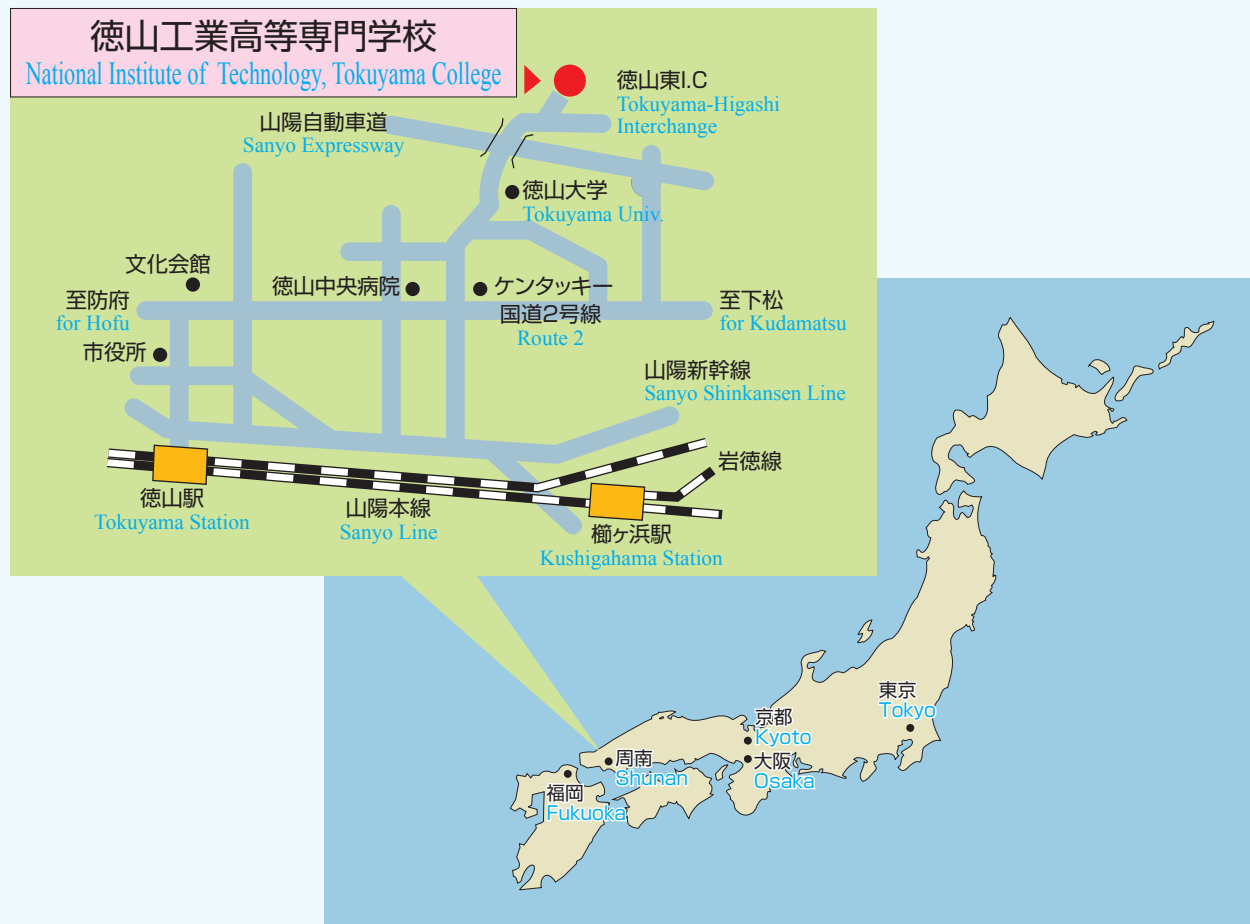 徳山工業高等専門学校
National Institute of Technology, Tokuyama College
徳山東I.C
Tokuyama-Higashi
Interchange
山陽自動車道
Sanyo Expressway
徳山大学
Tokuyama Univ.
文化会館
徳山中央病院
ケンタッキー
至防府
for Hofu
国道2号線
Route 2
至下松
for Kudamatsu
市役所
山陽新幹線
Sanyo Shinkansen Line
岩徳線
徳山駅
Tokuyama Station
山陽本線
Sanyo Line
櫛ヶ浜駅
Kushigahama Station
東京
Tokyo
京都
Kyoto
大阪
Osaka
周南
Shunan
福岡
Fukuoka